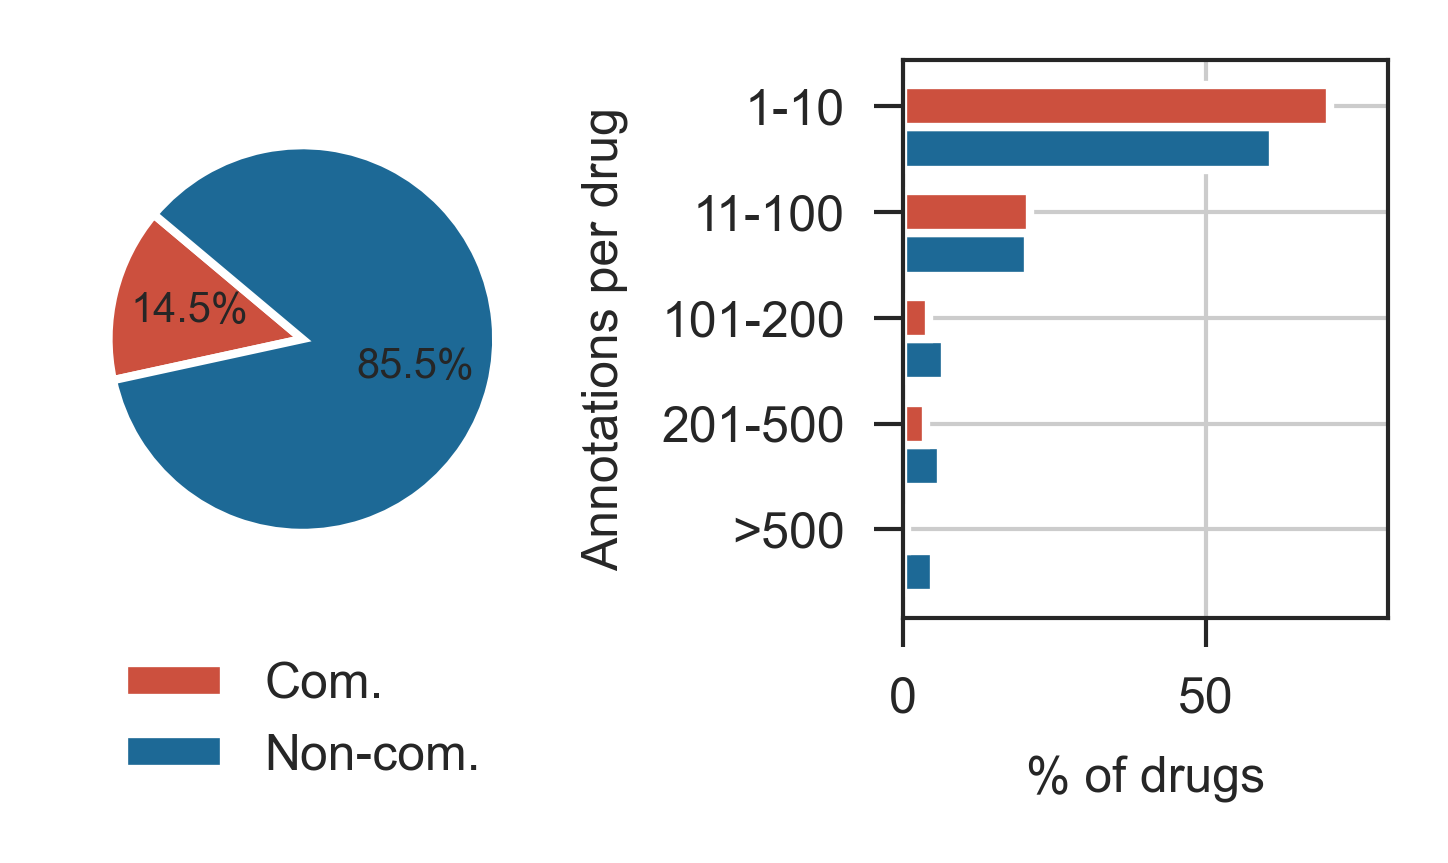 14.5%
85.5%
Com.
Non-com.
Annotations per drug
1-10
11-100
101-200
201-500
>500
0
50
% of drugs